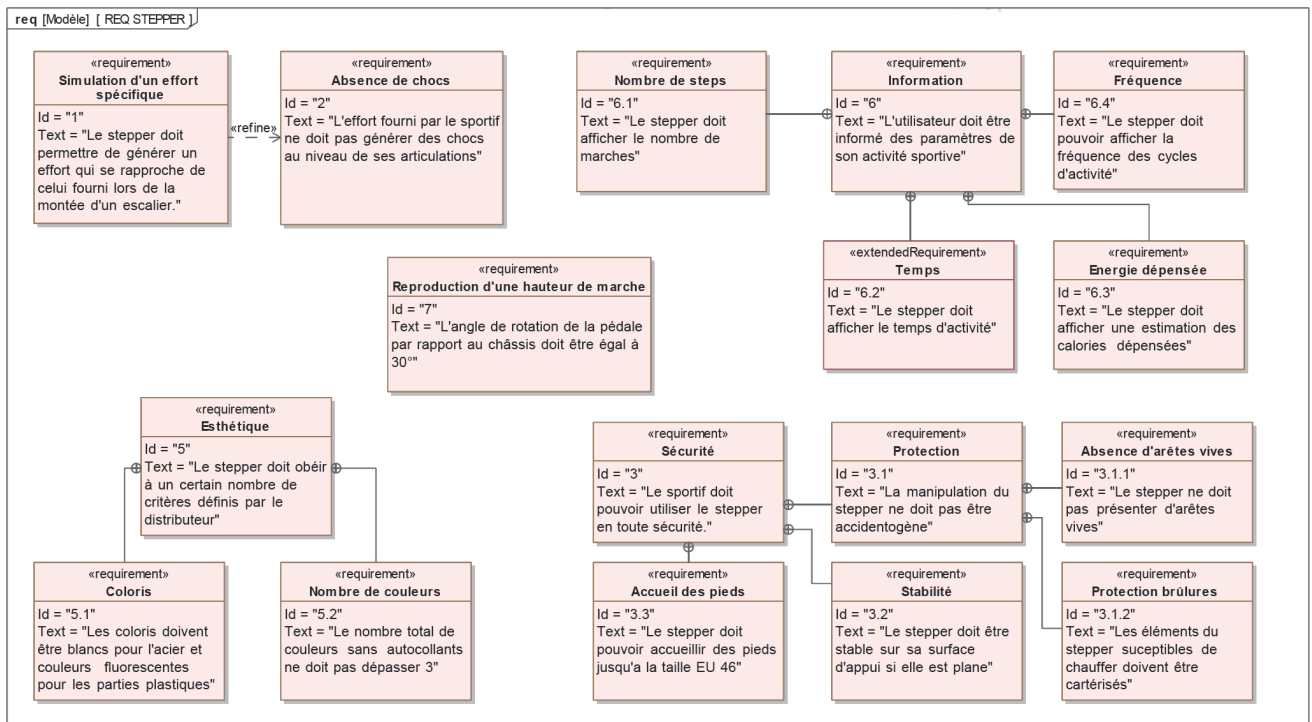 req [Modèle] [ REQ STEPPER ]
«requirement»
Simulation d'un effort
spécifique
Id = "1"
Text = "Le stepper doit
permettre de générer un
effort qui se rapproche de
celui fourni lors de la
montée d'un escalier."
«refine»
«requirement»
Absence de chocs
Id = "2"
Text = "L'effort fourni par le sportif
ne doit pas générer des chocs
au niveau de ses articulations"
«requirement»
Nombre de steps
Id = "6.1"
Text = "Le stepper doit
afficher le nombre de
marches"
«requirement»
Information
Id = "6"
Text = "L'utilisateur doit être
informé des paramètres de
son activité sportive"
«requirement»
Fréquence
Id = "6.4"
Text = "Le stepper doit
pouvoir afficher la
fréquence des cycles
d'activité"
«extendedRequirement»
Temps
Id = "6.2"
Text = "Le stepper doit
afficher le temps d'activité"
«requirement»
Energie dépensée
Id = "6.3"
Text = "Le stepper doit
afficher une estimation des
calories dépensées"
«requirement»
Reproduction d'une hauteur de marche
Id = "7"
Text = "L'angle de rotation de la pédale
par rapport au châssis doit être égal à
30°"
«requirement»
Esthétique
Id = "5"
Text = "Le stepper doit obéir
à un certain nombre de
critères définis par le
distributeur"
«requirement»
Coloris
Id = "5.1"
Text = "Les coloris doivent
être blancs pour l'acier et
couleurs fluorescentes
pour les parties plastiques"
«requirement»
Nombre de couleurs
Id = "5.2"
Text = "Le nombre total de
couleurs sans autocollants
ne doit pas dépasser 3"
«requirement»
Sécurité
Id = "3"
Text = "Le sportif doit
pouvoir utiliser le stepper
en toute sécurité."
«requirement»
Protection
Id = "3.1"
Text = "La manipulation du
stepper ne doit pas être
accidentogène"
«requirement»
Absence d'arêtes vives
Id = "3.1.1"
Text = "Le stepper ne doit
pas présenter d'arêtes
vives"
«requirement»
Accueil des pieds
Id = "3.3"
Text = "Le stepper doit
pouvoir accueillir des pieds
jusqu'a la taille EU 46"
«requirement»
Stabilité
Id = "3.2"
Text = "Le stepper doit être
stable sur sa surface
d'appui si elle est plane"
«requirement»
Protection brûlures
Id = "3.1.2"
Text = "Les éléments du
stepper suceptibles de
chauffer doivent être
cartérisés"